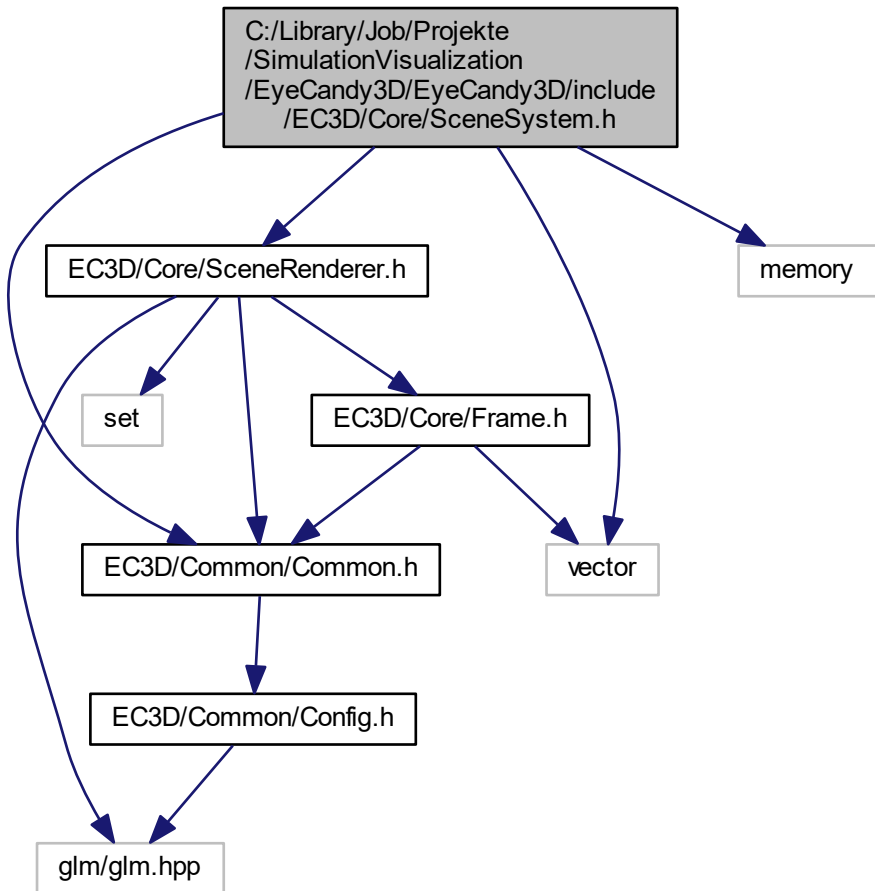 C:/Library/Job/Projekte
/SimulationVisualization
/EyeCandy3D/EyeCandy3D/include
/EC3D/Core/SceneSystem.h
EC3D/Core/SceneRenderer.h
memory
set
EC3D/Core/Frame.h
EC3D/Common/Common.h
vector
EC3D/Common/Config.h
glm/glm.hpp